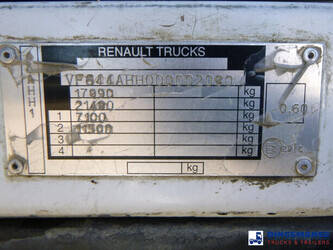 RENAULT TRUCKS
AHH1
17990 kg
21490 kg
1 7100 kg
2 11500 kg
3 kg
4 kg
0.60
kg
TRUCKS & TRAILERS